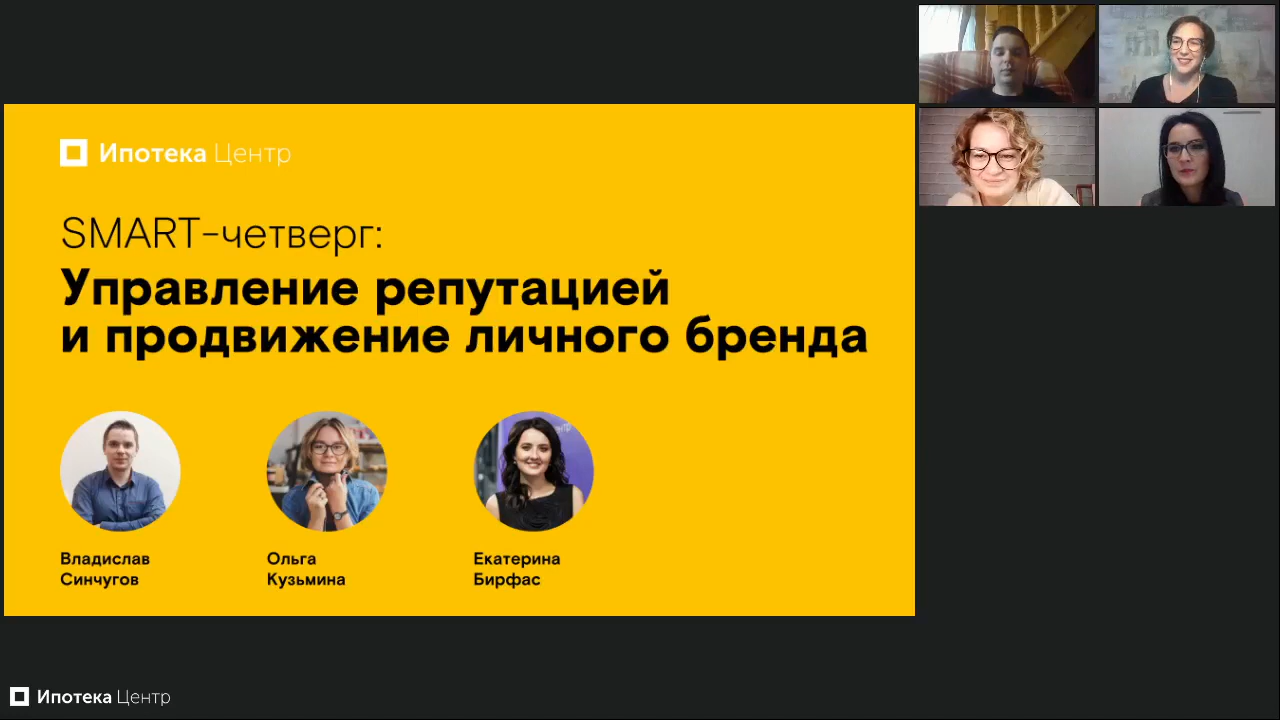 Ипотека Центр
SMART-четверг:
Управление репутацией
и продвижение личного бренда
Владислав
Синчугов
Ольга
Кузьмина
Екатерина
Бирфас
Ипотека Центр